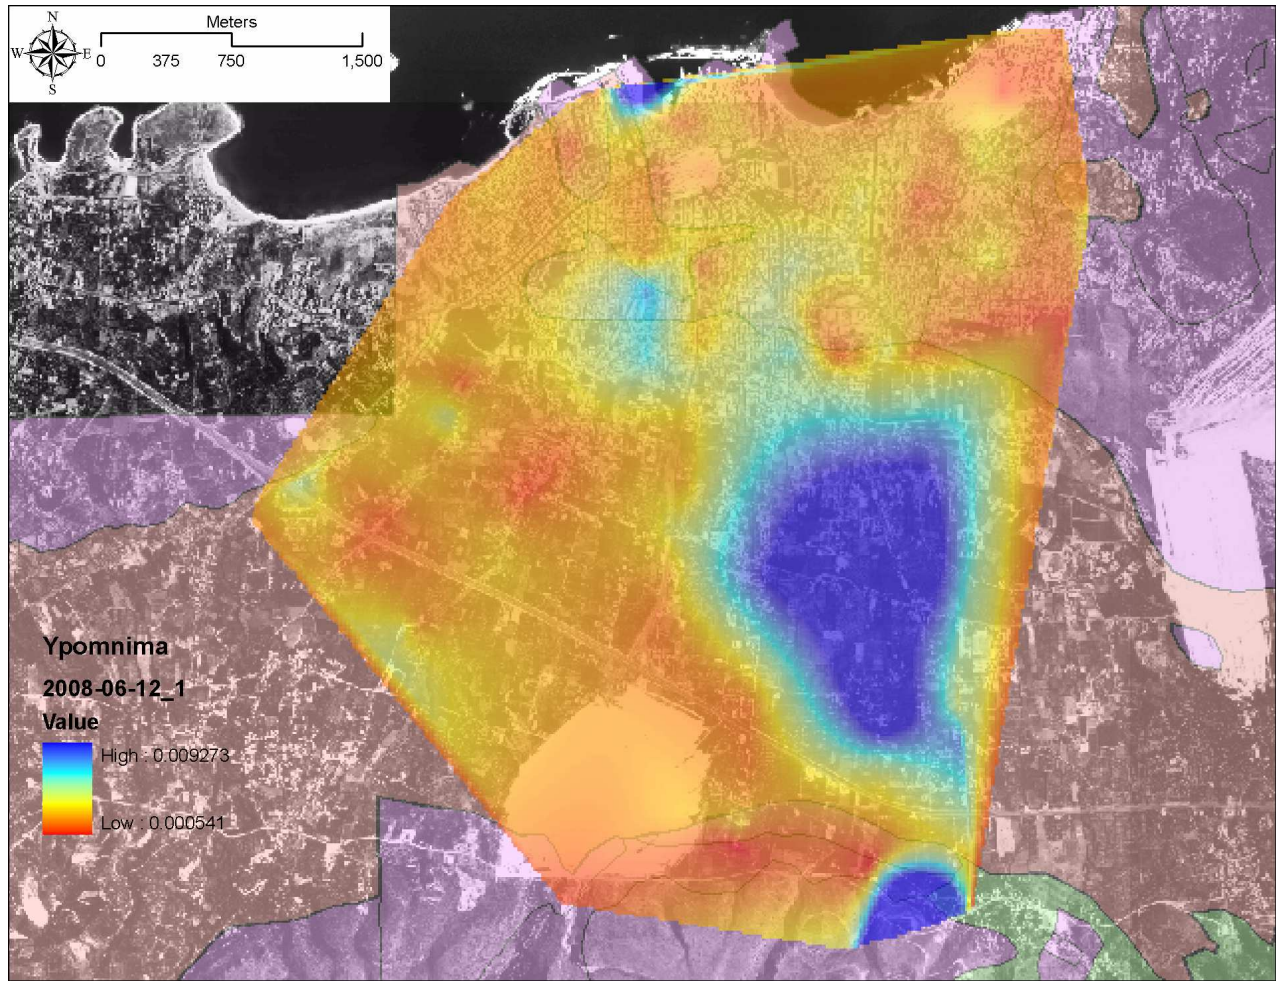 N
Meters
W E
0 375 750 1,500
S
Ypomnima
2008-06-12_1
Value
High : 0.009273
Low : 0.000541